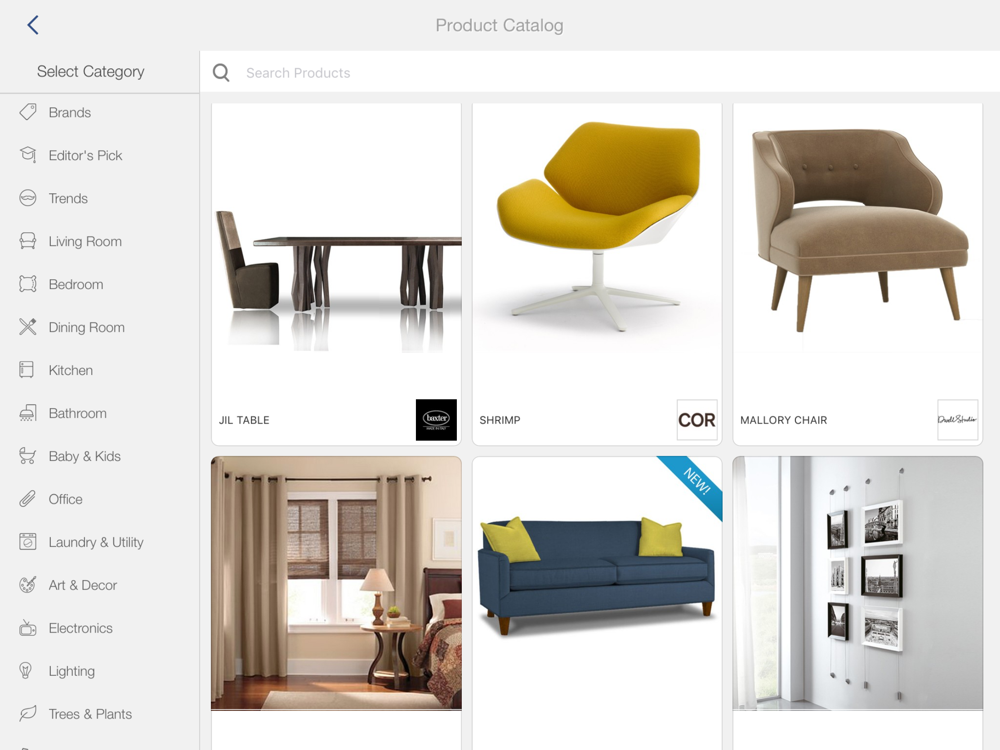 Product Catalog
Select Category
Search Products
Brands
Editor's Pick
Trends
Living Room
Bedroom
Dining Room
Kitchen
Bathroom
Baby & Kids
Office
Laundry & Utility
Art & Decor
Electronics
Lighting
Trees & Plants
JIL TABLE
baxter
MADE IN ITALY
SHRIMP
COR
MALLORY CHAIR
DwellStudio
NEW!